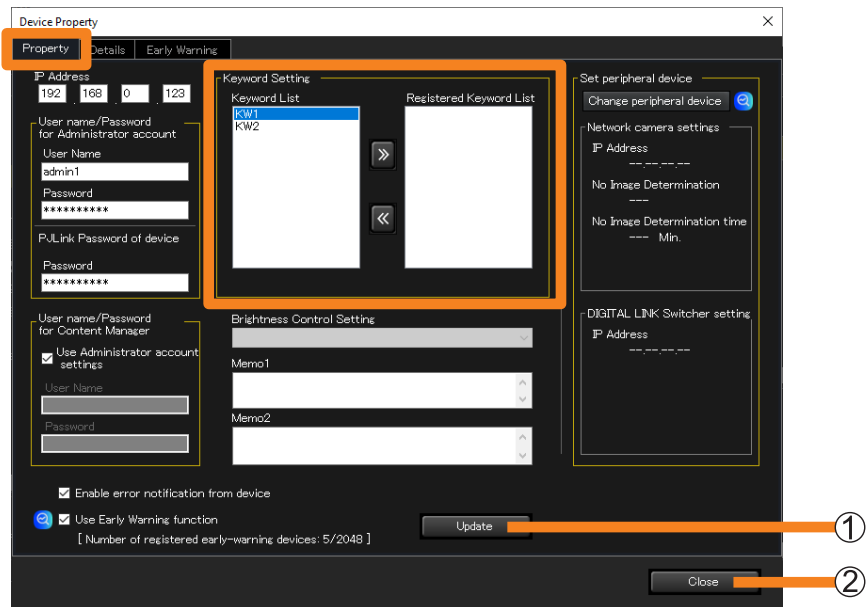 Device Property
Property
Details
Early Warning
IP Address
192 . 168 . 0 . 123
User name/Password
for Administrator account
User Name
admin1
Password
**********
PJLink Password of device
Password
**********
User name/Password
for Content Manager
Use Administrator account
settings
User Name
Password
Keyword Setting
Keyword List
KW1
KW2
Registered Keyword List
Brightness Control Setting
Memo1
Memo2
Set peripheral device
Change peripheral device
Network camera settings
IP Address
--.--.--.--
No Image Determination
---
No Image Determination time
--- Min.
DIGITAL LINK Switcher setting
IP Address
--.--.--.--
Enable error notification from device
Use Early Warning function
[ Number of registered early-warning devices: 5/2048 ]
Update
①
Close
②